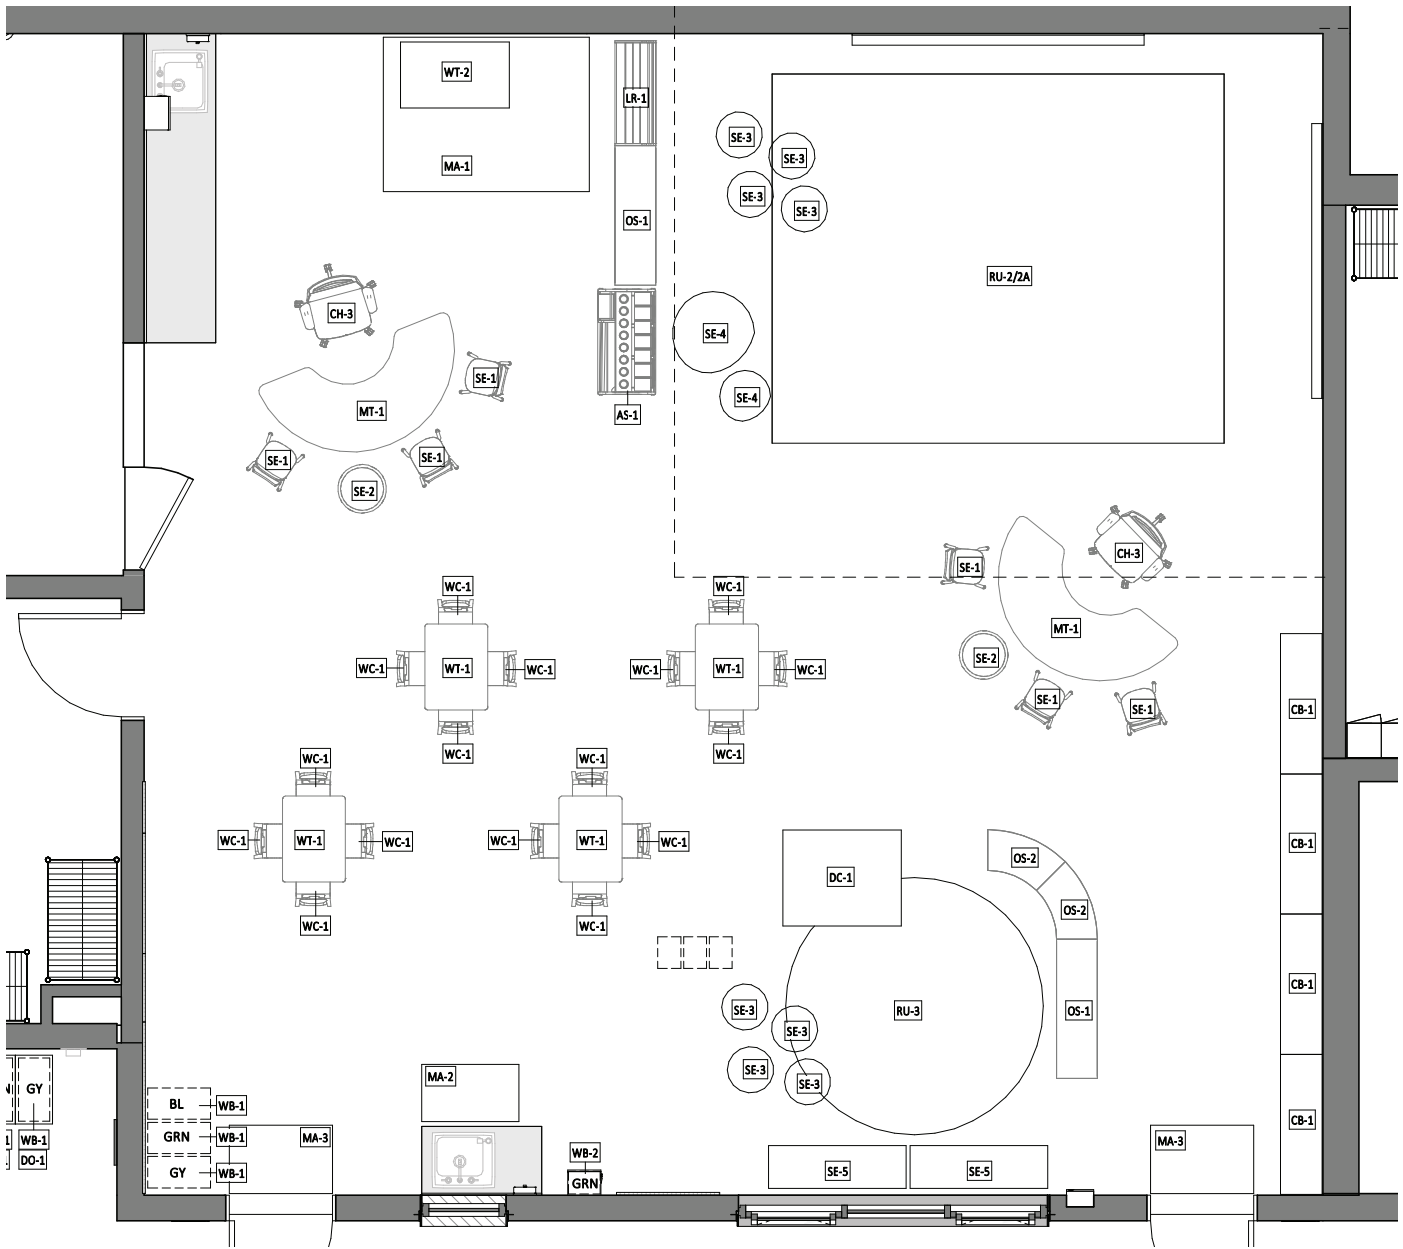 WT-2
LR-1
MA-1
SE-3
SE-3
SE-3
SE-3
OS-1
RU-2/2A
CH-3
SE-4
SE-1
SE-4
MT-1
AS-1
SE-1
SE-1
SE-2
CH-3
SE-1
WC-1
WC-1
MT-1
SE-2
WC-1
WT-1
WC-1
WC-1
WT-1
WC-1
SE-1
SE-1
CB-1
WC-1
WC-1
WC-1
WC-1
WC-1
WT-1
WC-1
WC-1
WT-1
WC-1
CB-1
OS-2
DC-1
OS-2
WC-1
WC-1
CB-1
SE-3
RU-3
OS-1
SE-3
SE-3
SE-3
MA-2
GY
BL
WB-1
CB-1
GRN
WB-1
MA-3
MA-3
WB-1
WB-2
DO-1
GY
WB-1
SE-5
SE-5
GRN